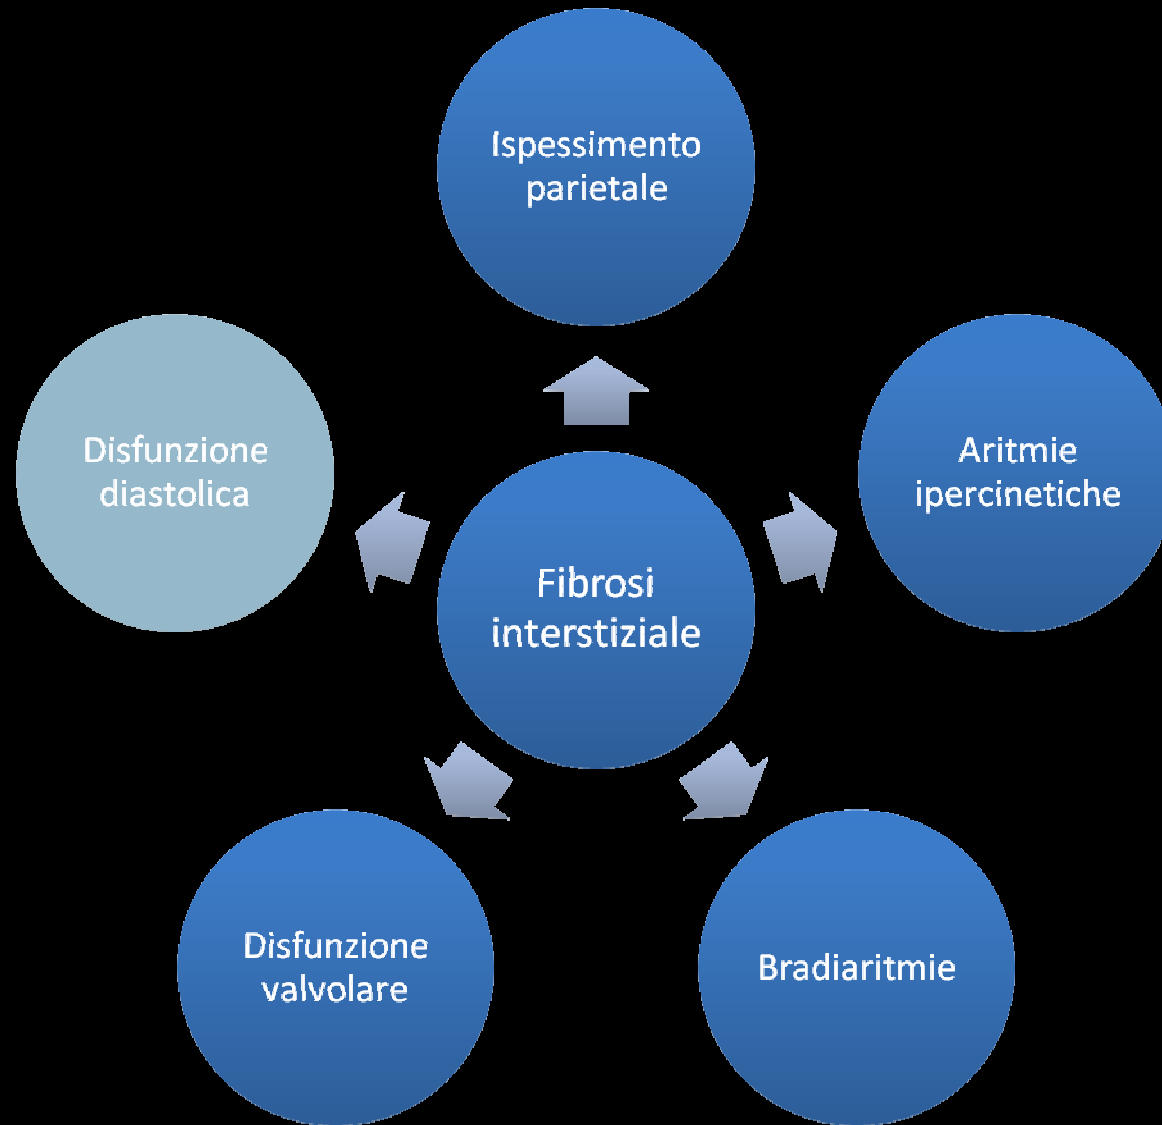 Ispessimento
parietale
Disfunzione
diastolica
Aritmie
ipercinetiche
Fibrosi
interstiziale
Disfunzione
valvolare
Bradiaritmie